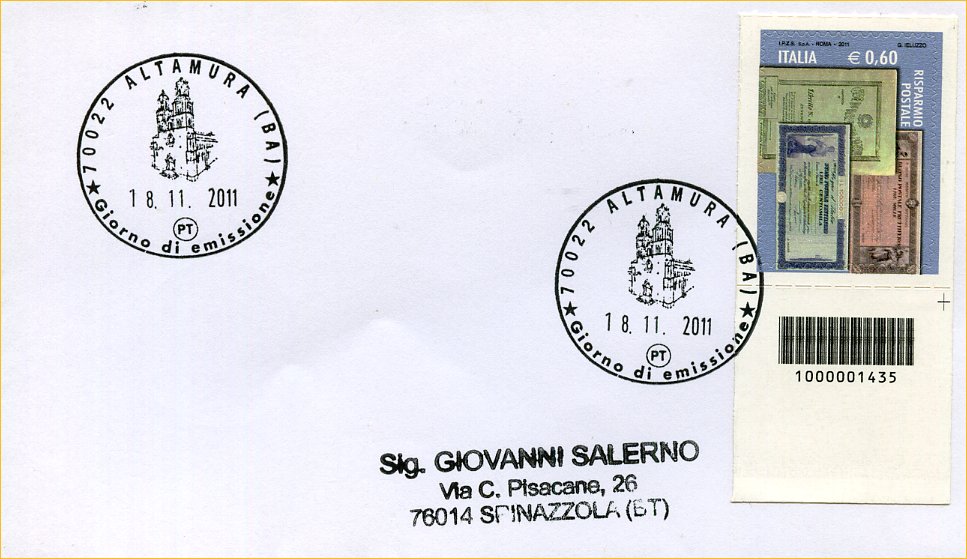 70022 ALTAMURA (BA)
18.11.2011
PT
★ Giorno di emissione ★
70022 ALTAMURA (BA)
18.11.2011
PT
★ Giorno di emissione ★
I.P.Z.S. S.p.A. - ROMA - 2011 G. IELUZZO
ITALIA € 0,60
RISPARMIO
POSTALE
1000001435
Sig. GIOVANNI SALERNO
Via C. Pisacane, 26
76014 SPINAZZOLA (BT)